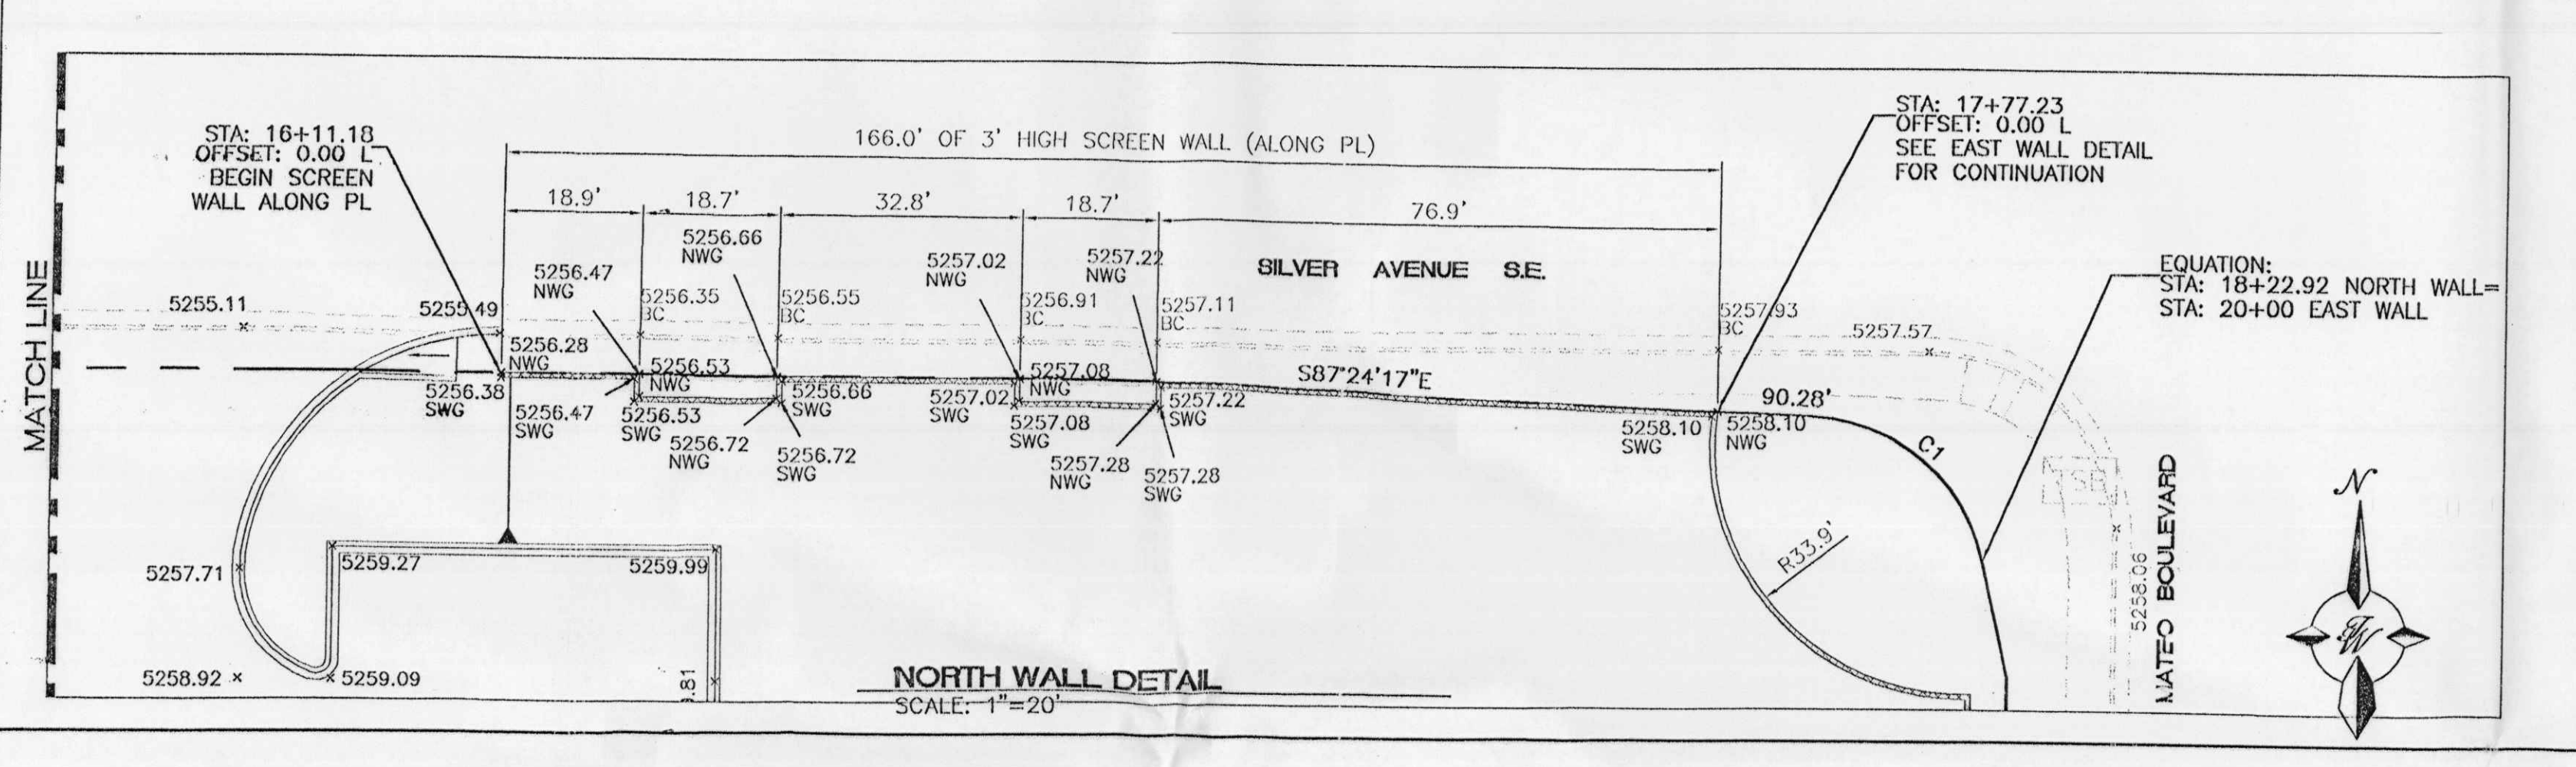 STA: 16+11.18
OFFSET: 0.00 L
BEGIN SCREEN
WALL ALONG PL
166.0' OF 3' HIGH SCREEN WALL (ALONG PL)
STA: 17+77.23
OFFSET: 0.00 L
SEE EAST WALL DETAIL
FOR CONTINUATION
18.9'
18.7'
32.8'
18.7'
76.9'
EQUATION:
STA: 18+22.92 NORTH WALL=
STA: 20+00 EAST WALL
MATCH LINE
5256.47
NWG
5256.66
NWG
5257.02
NWG
5257.22
NWG
SILVER AVENUE S.E.
5255.11
5255.49
5256.35
BC
5256.55
BC
5256.91
BC
5257.11
BC
5257.93
BC
5257.57
5256.28
NWG
5256.53
NWG
5257.08
NWG
S87°24'17"E
90.28'
C1
5256.38
SWG
5256.47
SWG
5256.53
SWG
5256.66
SWG
5257.02
SWG
5257.08
SWG
5257.22
SWG
5258.10
SWG
5258.10
NWG
5256.72
NWG
5256.72
SWG
5257.28
NWG
5257.28
SWG
R33.9'
5257.71
5259.27
5259.99
5258.92
5259.09
.81
5258.06
MATEO BOULEVARD
N
NORTH WALL DETAIL
SCALE: 1"=20'